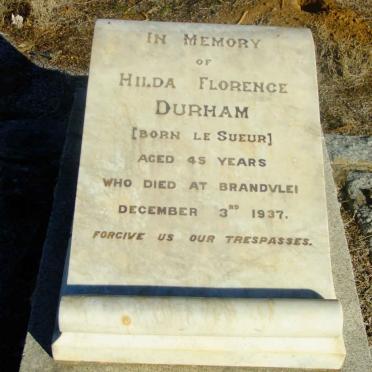 IN MEMORY
OF
HILDA FLORENCE
DURHAM
[BORN LE SUEUR]
AGED 45 YEARS
WHO DIED AT BRANDVLEI
DECEMBER 3RD 1937.
FORGIVE US OUR TRESPASSES.